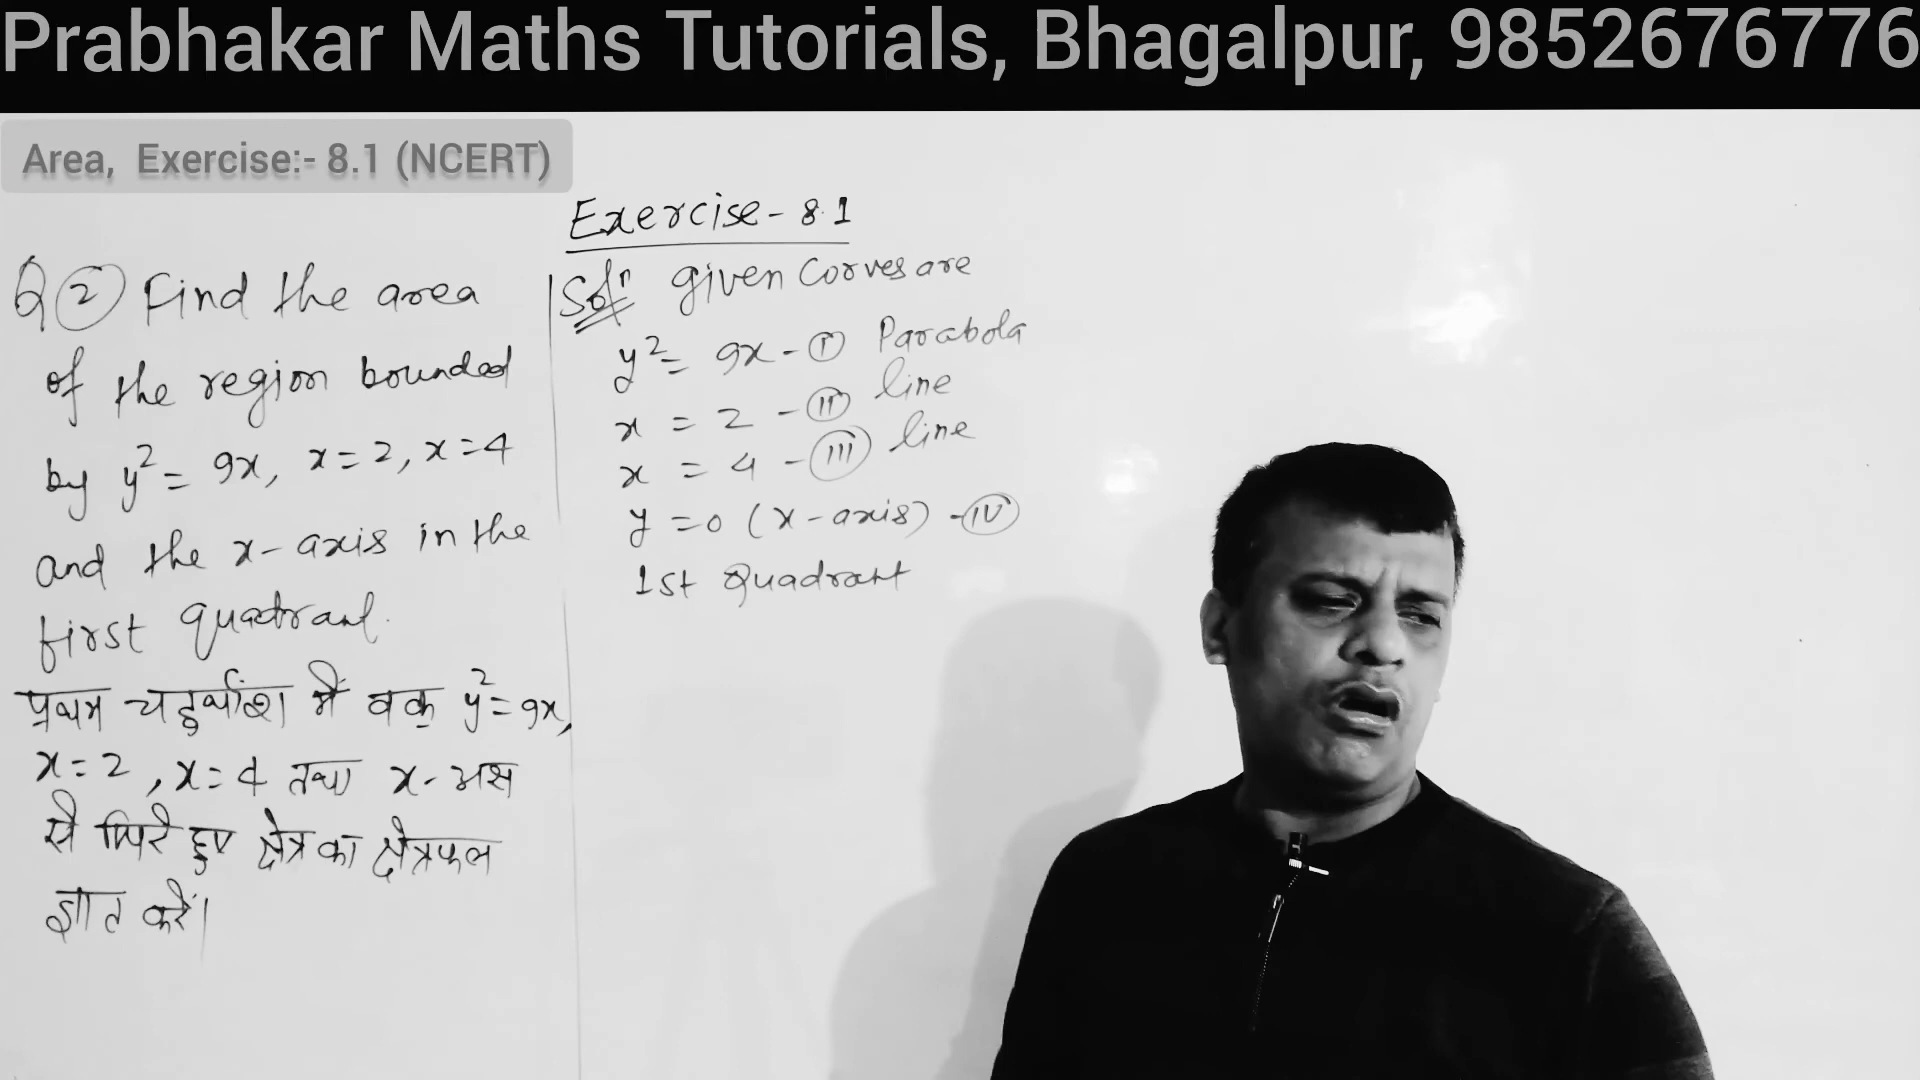 Prabhakar Maths Tutorials, Bhagalpur, 9852676776
Area, Exercise:- 8.1 (NCERT)
Exercise - 8.1
Q ② Find the area
of the region bounded
by y² = 9x, x = 2, x = 4
and the x-axis in the
first quadrant.
प्रथम चतुर्थांश में वक्र y² = 9x,
x = 2, x = 4 तथा x-अक्ष
से घिरे हुए क्षेत्र का क्षेत्रफल
ज्ञात करें।
Solⁿ given Corves are
y² = 9x - Ⓘ Parabola
x = 2 - Ⓘⓘ line
x = 4 - Ⓘⓘⓘ line
y = 0 (x-axis) - ⒾⓋ
1st Quadrant